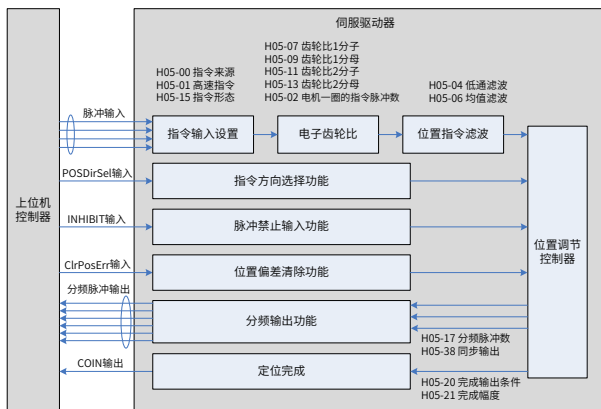 伺服驱动器
H05-07 齿轮比1分子
H05-09 齿轮比1分母
H05-00 指令来源
H05-11 齿轮比2分子
H05-04 低通滤波
H05-01 高速指令
H05-13 齿轮比2分母
H05-06 均值滤波
H05-15 指令形态
H05-02 电机一圈的指令脉冲数
脉冲输入
指令输入设置
电子齿轮比
位置指令滤波
POSDirSel输入
指令方向选择功能
上位机
控制器
INHIBIT输入
脉冲禁止输入功能
位置调节
控制器
ClrPosErr输入
位置偏差清除功能
分频脉冲输出
分频输出功能
H05-17 分频脉冲数
H05-38 同步输出
COIN输出
定位完成
H05-20 完成输出条件
H05-21 完成幅度